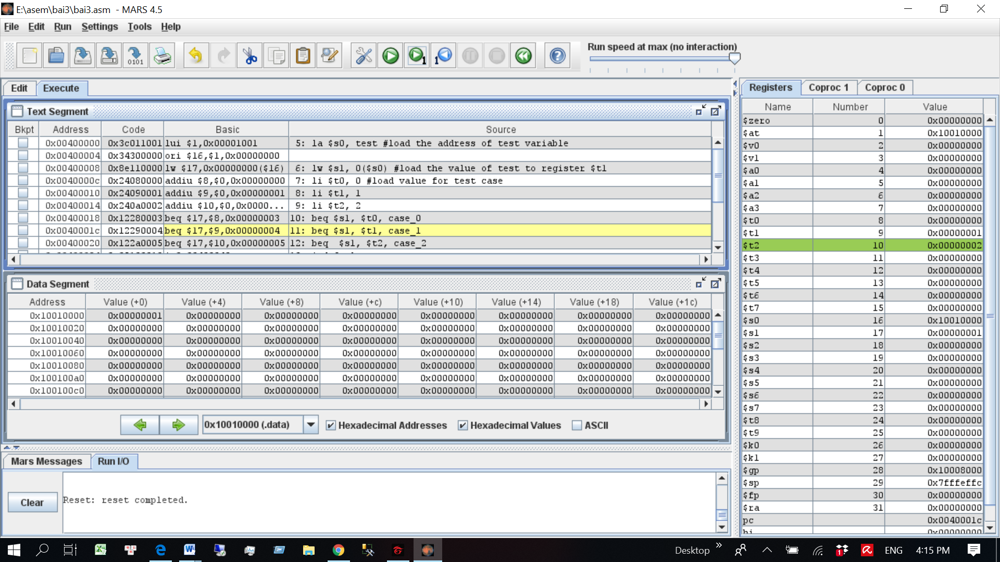 E:\asem\bai3\bai3.asm - MARS 4.5
File Edit Run Settings Tools Help
Run speed at max (no interaction)
0101
1
1
Edit Execute
Registers Coproc 1 Coproc 0
Text Segment
Bkpt Address Code Basic Source
0x00400000 0x3c011001 lui $1,0x00001001 5: la $s0, test #load the address of test variable
0x00400004 0x34300000 ori $16,$1,0x00000000
0x00400008 0x8e110000 lw $17,0x00000000($16) 6: lw $s1, 0($s0) #load the value of test to register $t1
0x0040000c 0x24080000 addiu $8,$0,0x00000000 7: li $t0, 0 #load value for test case
0x00400010 0x24090001 addiu $9,$0,0x00000001 8: li $t1, 1
0x00400014 0x240a0002 addiu $10,$0,0x0000... 9: li $t2, 2
0x00400018 0x12280003 beq $17,$8,0x00000003 10: beq $s1, $t0, case_0
0x0040001c 0x12290004 beq $17,$9,0x00000004 11: beq $s1, $t1, case_1
0x00400020 0x122a0005 beq $17,$10,0x00000005 12: beq $s1, $t2, case_2
Data Segment
Address Value (+0) Value (+4) Value (+8) Value (+c) Value (+10) Value (+14) Value (+18) Value (+1c)
0x10010000 0x00000001 0x00000000 0x00000000 0x00000000 0x00000000 0x00000000 0x00000000 0x00000000
0x10010020 0x00000000 0x00000000 0x00000000 0x00000000 0x00000000 0x00000000 0x00000000 0x00000000
0x10010040 0x00000000 0x00000000 0x00000000 0x00000000 0x00000000 0x00000000 0x00000000 0x00000000
0x10010060 0x00000000 0x00000000 0x00000000 0x00000000 0x00000000 0x00000000 0x00000000 0x00000000
0x10010080 0x00000000 0x00000000 0x00000000 0x00000000 0x00000000 0x00000000 0x00000000 0x00000000
0x100100a0 0x00000000 0x00000000 0x00000000 0x00000000 0x00000000 0x00000000 0x00000000 0x00000000
0x100100c0 0x00000000 0x00000000 0x00000000 0x00000000 0x00000000 0x00000000 0x00000000 0x00000000
0x10010000 (.data) Hexadecimal Addresses Hexadecimal Values ASCII
Mars Messages Run I/O
Clear
Reset: reset completed.
Name Number Value
$zero 0 0x00000000
$at 1 0x10010000
$v0 2 0x00000000
$v1 3 0x00000000
$a0 4 0x00000000
$a1 5 0x00000000
$a2 6 0x00000000
$a3 7 0x00000000
$t0 8 0x00000000
$t1 9 0x00000001
$t2 10 0x00000002
$t3 11 0x00000000
$t4 12 0x00000000
$t5 13 0x00000000
$t6 14 0x00000000
$t7 15 0x00000000
$s0 16 0x10010000
$s1 17 0x00000001
$s2 18 0x00000000
$s3 19 0x00000000
$s4 20 0x00000000
$s5 21 0x00000000
$s6 22 0x00000000
$s7 23 0x00000000
$t8 24 0x00000000
$t9 25 0x00000000
$k0 26 0x00000000
$k1 27 0x00000000
$gp 28 0x10008000
$sp 29 0x7fffeffc
$fp 30 0x00000000
$ra 31 0x00000000
pc 0x0040001c
hi 0x00000000
Desktop ENG 4:15 PM